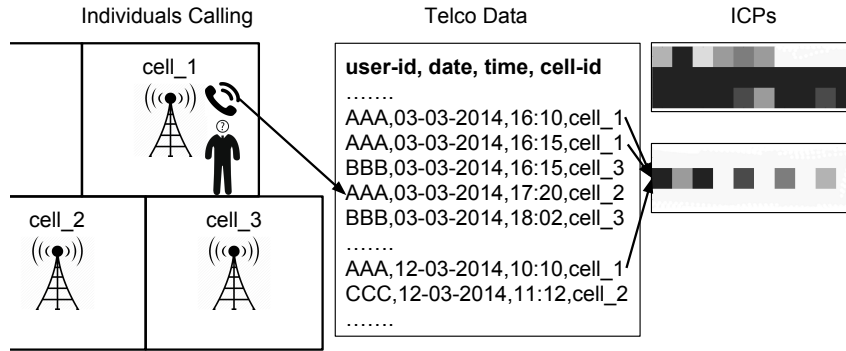 Individuals Calling
Telco Data
ICPs
cell_1
?
cell_2
cell_3
user-id, date, time, cell-id
.......
AAA,03-03-2014,16:10,cell_1
AAA,03-03-2014,16:15,cell_1
BBB,03-03-2014,16:15,cell_3
AAA,03-03-2014,17:20,cell_2
BBB,03-03-2014,18:02,cell_3
.......
AAA,12-03-2014,10:10,cell_1
CCC,12-03-2014,11:12,cell_2
.......